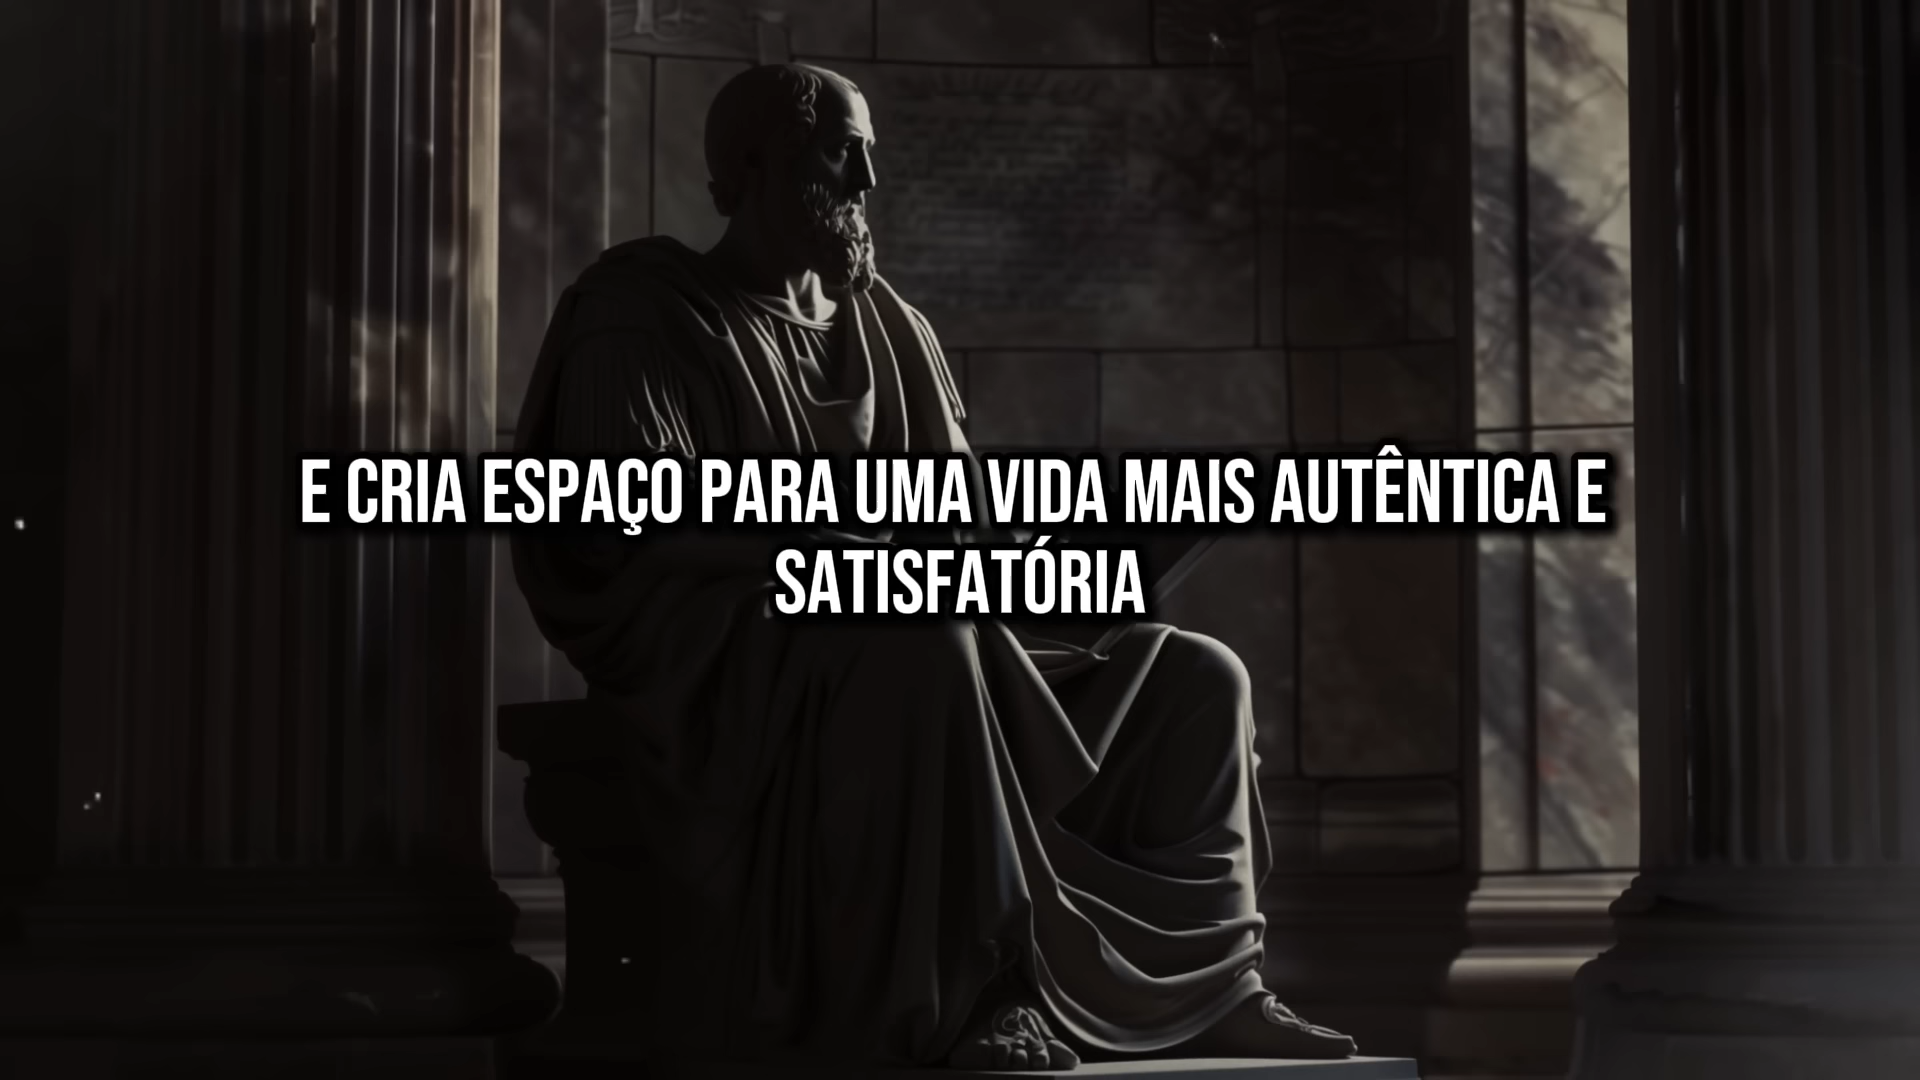 E CRIA ESPAÇO PARA UMA VIDA MAIS AUTÊNTICA E
SATISFATÓRIA